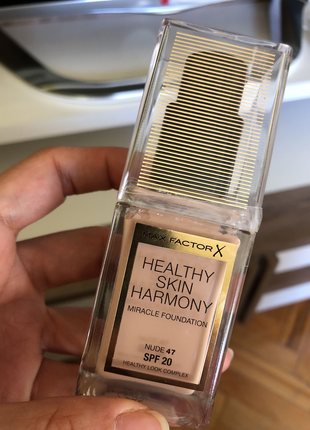 MAX FACTOR X
HEALTHY
SKIN
HARMONY
MIRACLE FOUNDATION
NUDE 47
SPF 20
HEALTHY LOOK COMPLEX